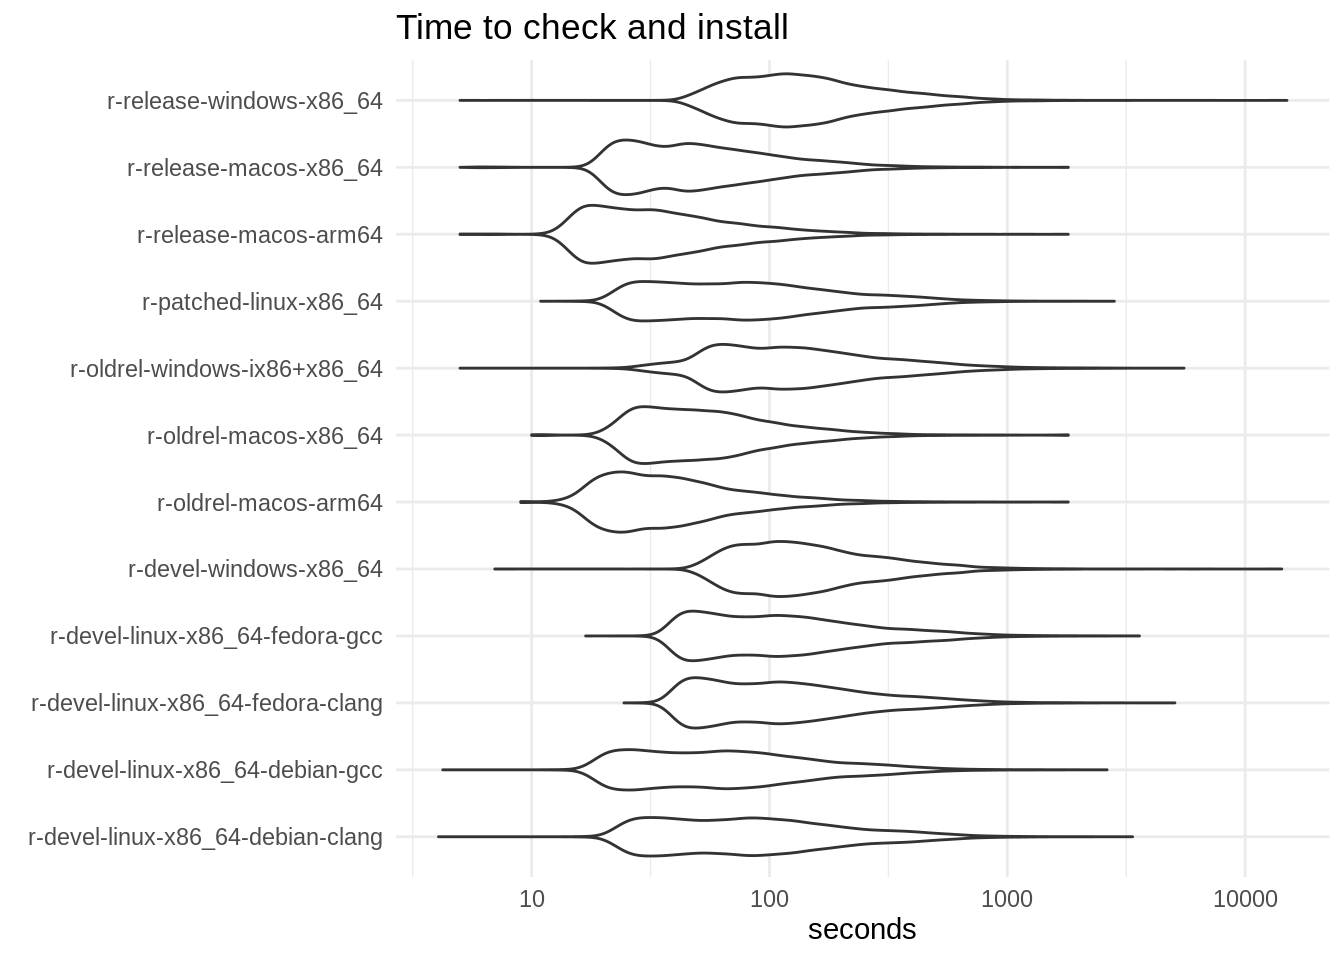 Time to check and install
r-release-windows-x86_64
r-release-macos-x86_64
r-release-macos-arm64
r-patched-linux-x86_64
r-oldrel-windows-ix86+x86_64
r-oldrel-macos-x86_64
r-oldrel-macos-arm64
r-devel-windows-x86_64
r-devel-linux-x86_64-fedora-gcc
r-devel-linux-x86_64-fedora-clang
r-devel-linux-x86_64-debian-gcc
r-devel-linux-x86_64-debian-clang
10 100 1000 10000
seconds